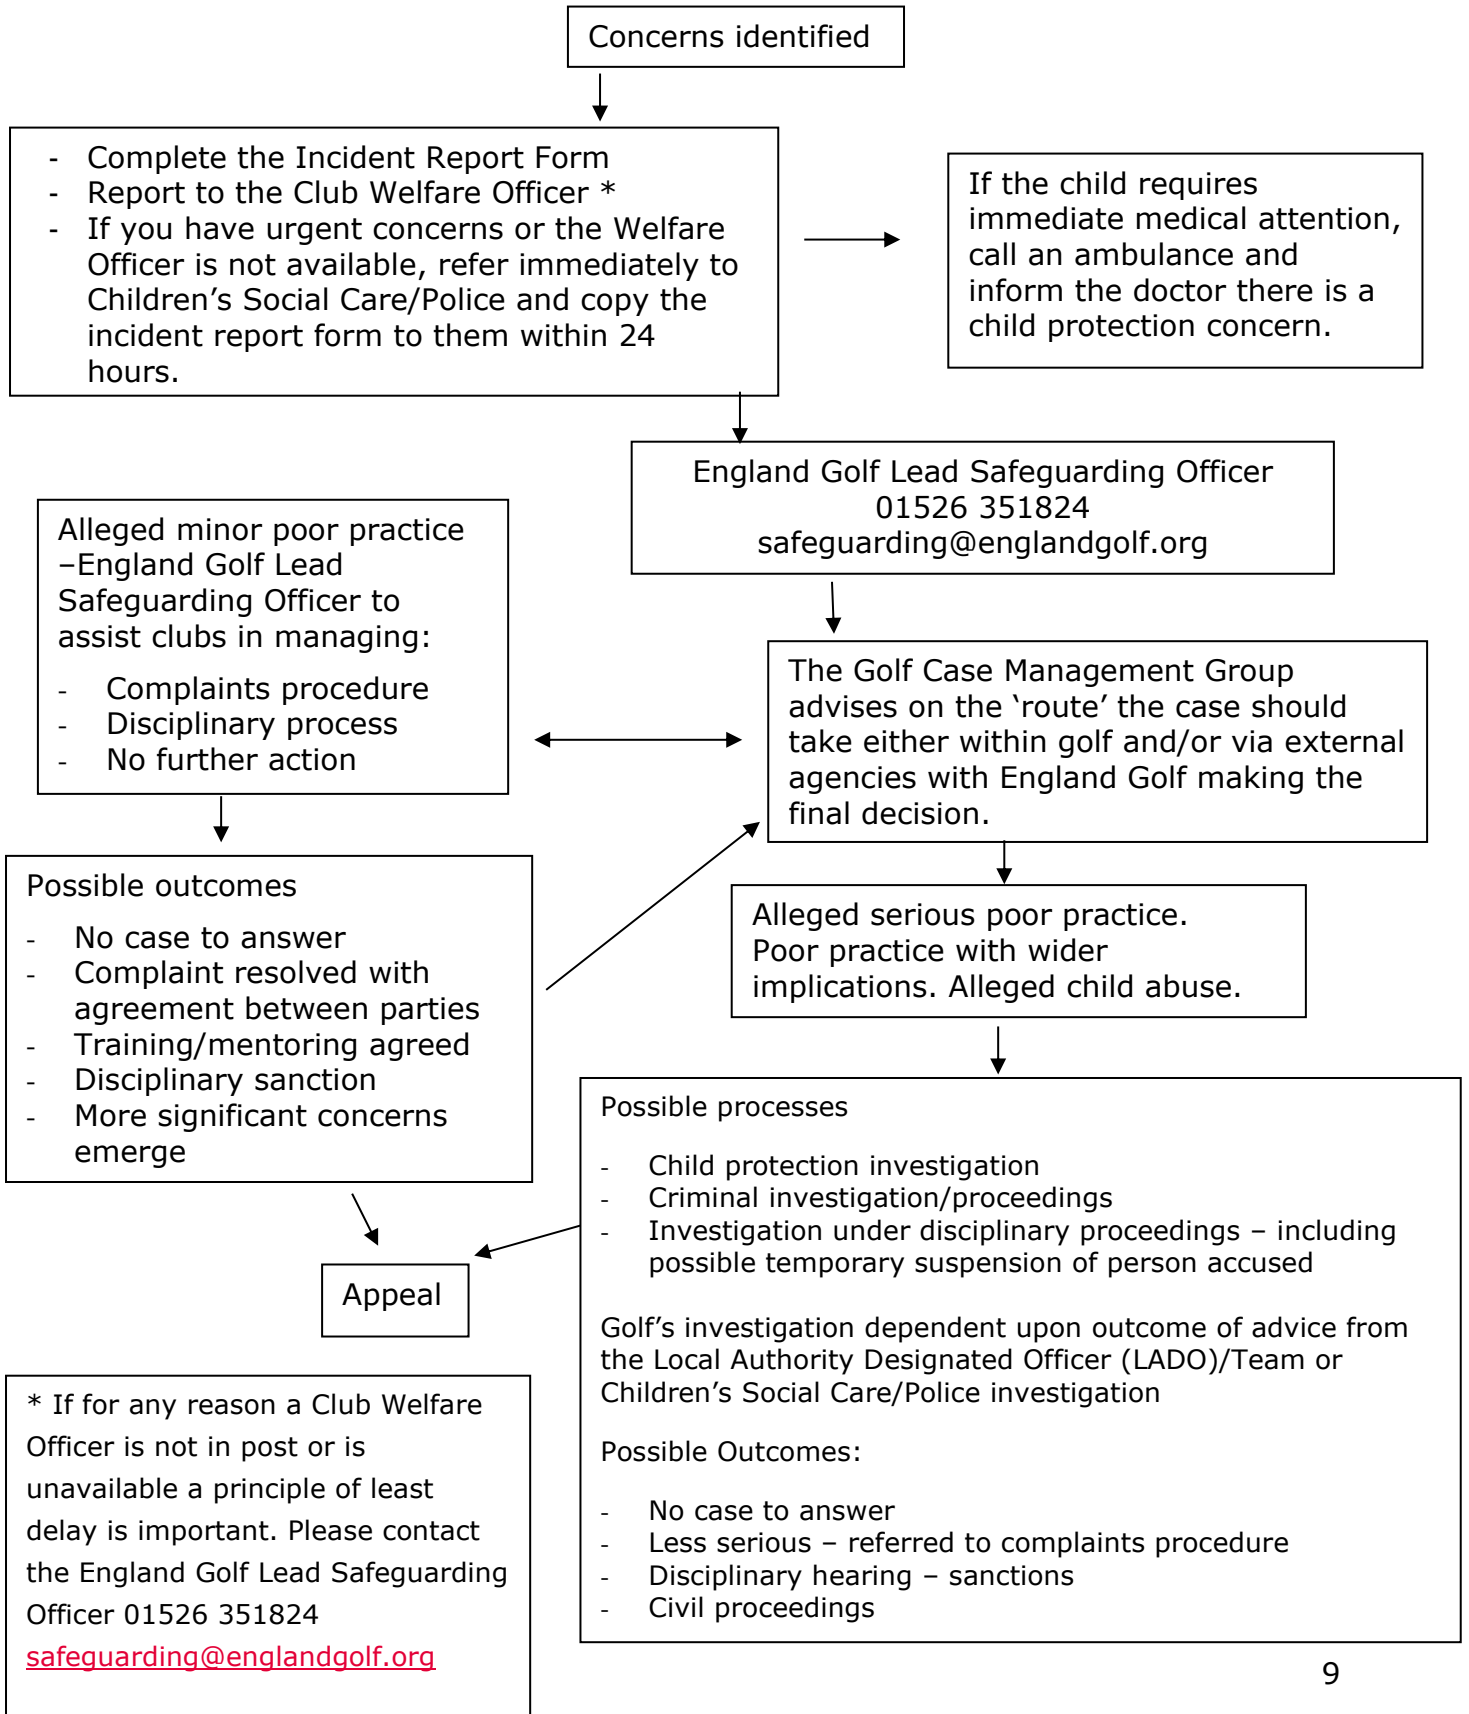 Concerns identified
- Complete the Incident Report Form
- Report to the Club Welfare Officer *
- If you have urgent concerns or the Welfare
Officer is not available, refer immediately to
Children’s Social Care/Police and copy the
incident report form to them within 24
hours.
If the child requires
immediate medical attention,
call an ambulance and
inform the doctor there is a
child protection concern.
England Golf Lead Safeguarding Officer
01526 351824
safeguarding@englandgolf.org
Alleged minor poor practice
–England Golf Lead
Safeguarding Officer to
assist clubs in managing:
- Complaints procedure
- Disciplinary process
- No further action
The Golf Case Management Group
advises on the ‘route’ the case should
take either within golf and/or via external
agencies with England Golf making the
final decision.
Possible outcomes
- No case to answer
- Complaint resolved with
agreement between parties
- Training/mentoring agreed
- Disciplinary sanction
- More significant concerns
emerge
Alleged serious poor practice.
Poor practice with wider
implications. Alleged child abuse.
Possible processes
- Child protection investigation
- Criminal investigation/proceedings
- Investigation under disciplinary proceedings – including
possible temporary suspension of person accused
Golf’s investigation dependent upon outcome of advice from
the Local Authority Designated Officer (LADO)/Team or
Children’s Social Care/Police investigation
Possible Outcomes:
- No case to answer
- Less serious – referred to complaints procedure
- Disciplinary hearing – sanctions
- Civil proceedings
Appeal
* If for any reason a Club Welfare
Officer is not in post or is
unavailable a principle of least
delay is important. Please contact
the England Golf Lead Safeguarding
Officer 01526 351824
safeguarding@englandgolf.org
9